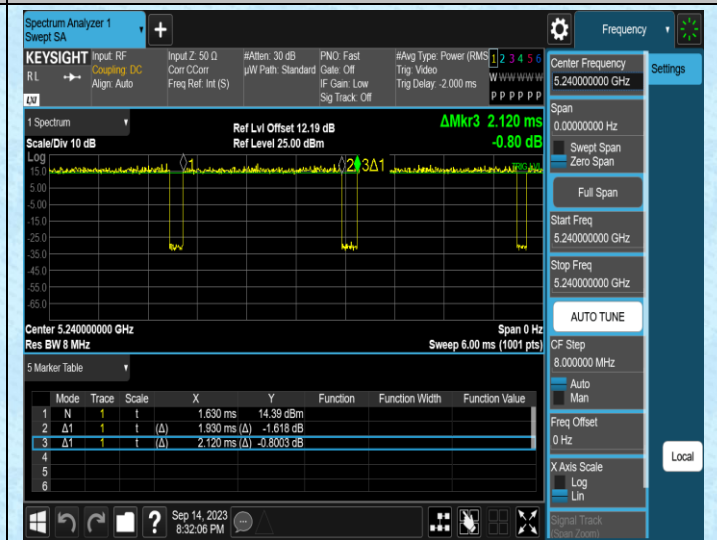 Spectrum Analyzer 1
Swept SA
Frequency
KEYSIGHT
RL
LXI
Input: RF
Coupling: DC
Align: Auto
Input Z: 50 Ω
Corr CCorr
Freq Ref: Int (S)
#Atten: 30 dB
µW Path: Standard
PNO: Fast
Gate: Off
IF Gain: Low
Sig Track: Off
#Avg Type: Power (RMS
Trig: Video
Trig Delay: -2.000 ms
1 2 3 4 5 6
W W W W W W
P P P P P P
1 Spectrum
Scale/Div 10 dB
Ref Lvl Offset 12.19 dB
Ref Level 25.00 dBm
ΔMkr3 2.120 ms
-0.80 dB
Log
15.0
5.00
-5.00
-15.0
-25.0
-35.0
-45.0
-55.0
-65.0
1
2
3Δ1
TRIG LVL
Center 5.240000000 GHz
Res BW 8 MHz
Span 0 Hz
Sweep 6.00 ms (1001 pts)
5 Marker Table
Mode Trace Scale X Y Function Function Width Function Value
1 N 1 t 1.630 ms 14.39 dBm
2 Δ1 1 t (Δ) 1.930 ms (Δ) -1.618 dB
3 Δ1 1 t (Δ) 2.120 ms (Δ) -0.8003 dB
4
5
6
?
Sep 14, 2023
8:32:06 PM
Center Frequency
5.240000000 GHz
Span
0.00000000 Hz
Swept Span
Zero Span
Full Span
Start Freq
5.240000000 GHz
Stop Freq
5.240000000 GHz
AUTO TUNE
CF Step
8.000000 MHz
Auto
Man
Freq Offset
0 Hz
X Axis Scale
Log
Lin
Signal Track
(Span Zoom)
Settings
Local